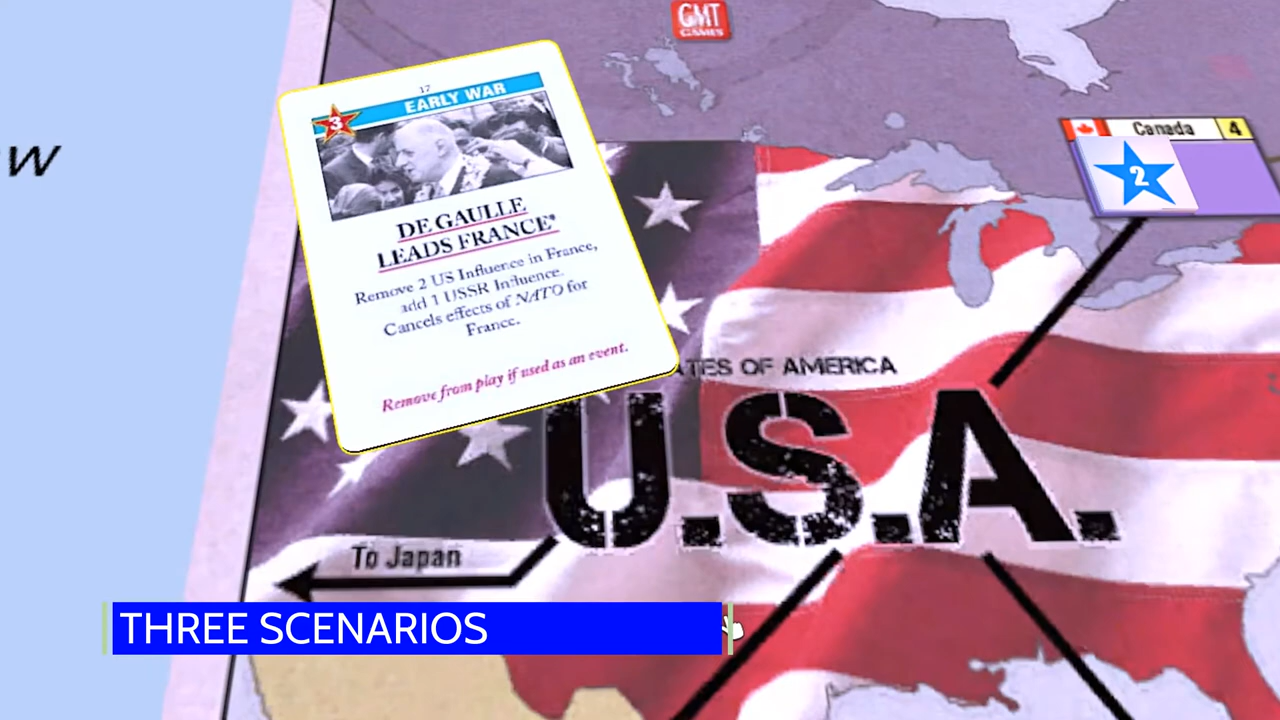 GMT
GAMES
17
EARLY WAR
3
DE GAULLE
LEADS FRANCE*
Remove 2 US Influence in France,
add 1 USSR Influence.
Cancels effects of NATO for
France.
Remove from play if used as an event.
Canada 4
2
W
ATES OF AMERICA
U.S.A.
To Japan
THREE SCENARIOS